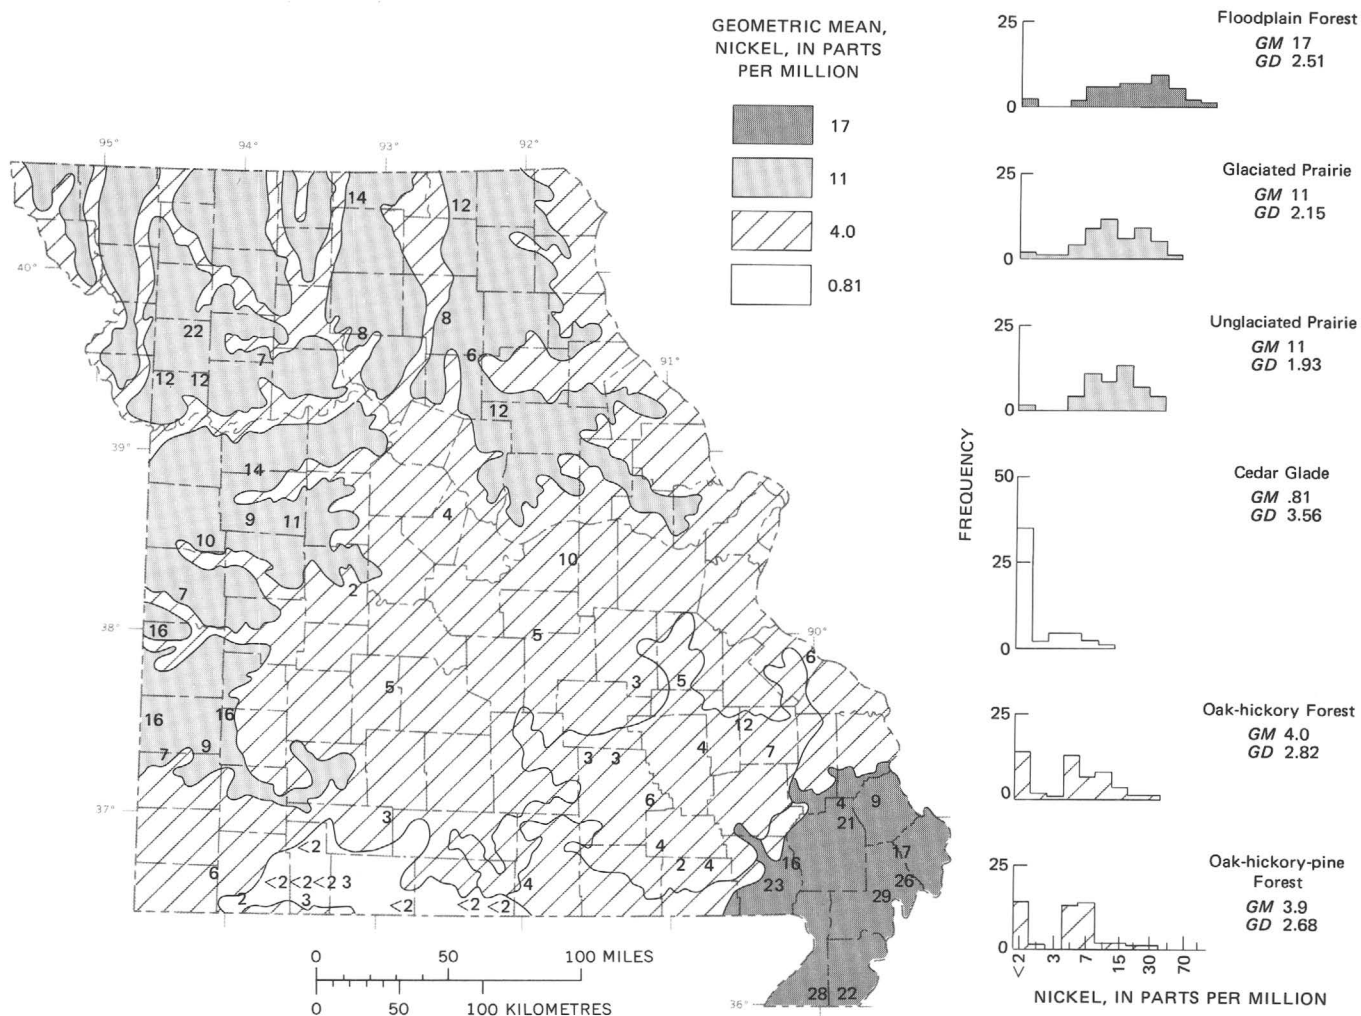 GEOMETRIC MEAN,
NICKEL, IN PARTS
PER MILLION
17
11
4.0
0.81
95°
94°
93°
92°
14
12
40°
22
8
8
7
6
91°
12 12
12
39°
14
4
9 11
10
10
7
2
38°
16
5
90°
6
3
5
5
16
16
12
9
7
4
7
3 3
37°
6
4
9
3
21
<2
4
17
2 4
16
6
<2 <2 <2 3
4
23
26
2
3
<2
<2 <2
29
28 22
36°
0 50 100 MILES
0 50 100 KILOMETRES
FREQUENCY
Floodplain Forest
GM 17
GD 2.51
25
0
Glaciated Prairie
GM 11
GD 2.15
25
0
Unglaciated Prairie
GM 11
GD 1.93
25
0
Cedar Glade
GM .81
GD 3.56
50
25
0
Oak-hickory Forest
GM 4.0
GD 2.82
25
0
Oak-hickory-pine
Forest
GM 3.9
GD 2.68
25
0
<2 3 7 15 30 70
NICKEL, IN PARTS PER MILLION